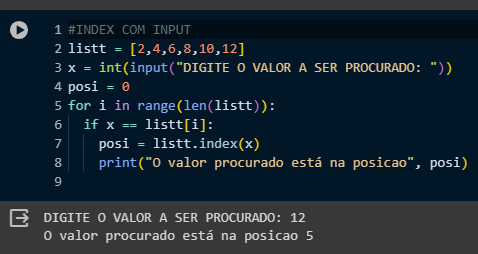 1 #INDEX COM INPUT
2 listt = [2,4,6,8,10,12]
3 x = int(input("DIGITE O VALOR A SER PROCURADO: "))
4 posi = 0
5 for i in range(len(listt)):
6   if x == listt[i]:
7     posi = listt.index(x)
8     print("O valor procurado está na posicao", posi)
9
DIGITE O VALOR A SER PROCURADO: 12
O valor procurado está na posicao 5